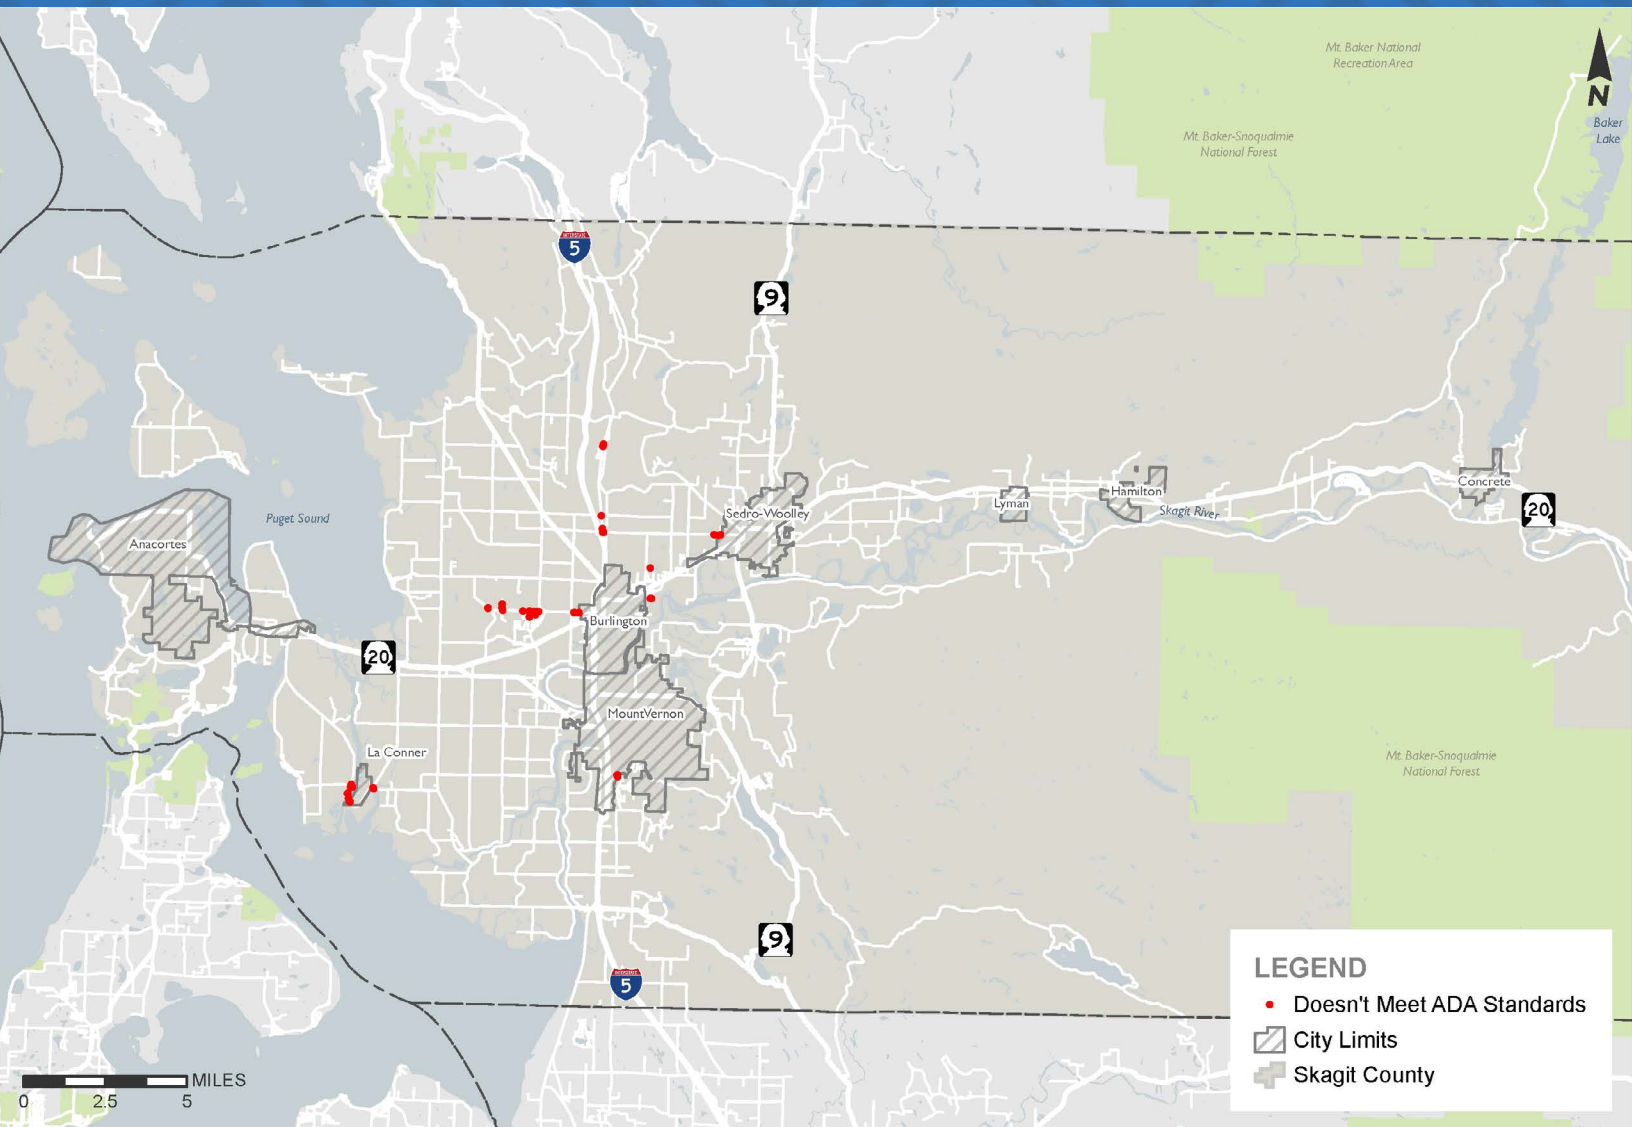 Mt. Baker National
Recreation Area
N
Baker
Lake
Mt. Baker-Snoqualmie
National Forest
INTERSTATE
5
9
Puget Sound
Anacortes
Sedro-Woolley
Lyman
Hamilton
Skagit River
Concrete
20
Burlington
20
MountVernon
La Conner
Mt. Baker-Snoqualmie
National Forest
9
INTERSTATE
5
LEGEND
Doesn't Meet ADA Standards
City Limits
Skagit County
MILES
0 2.5 5